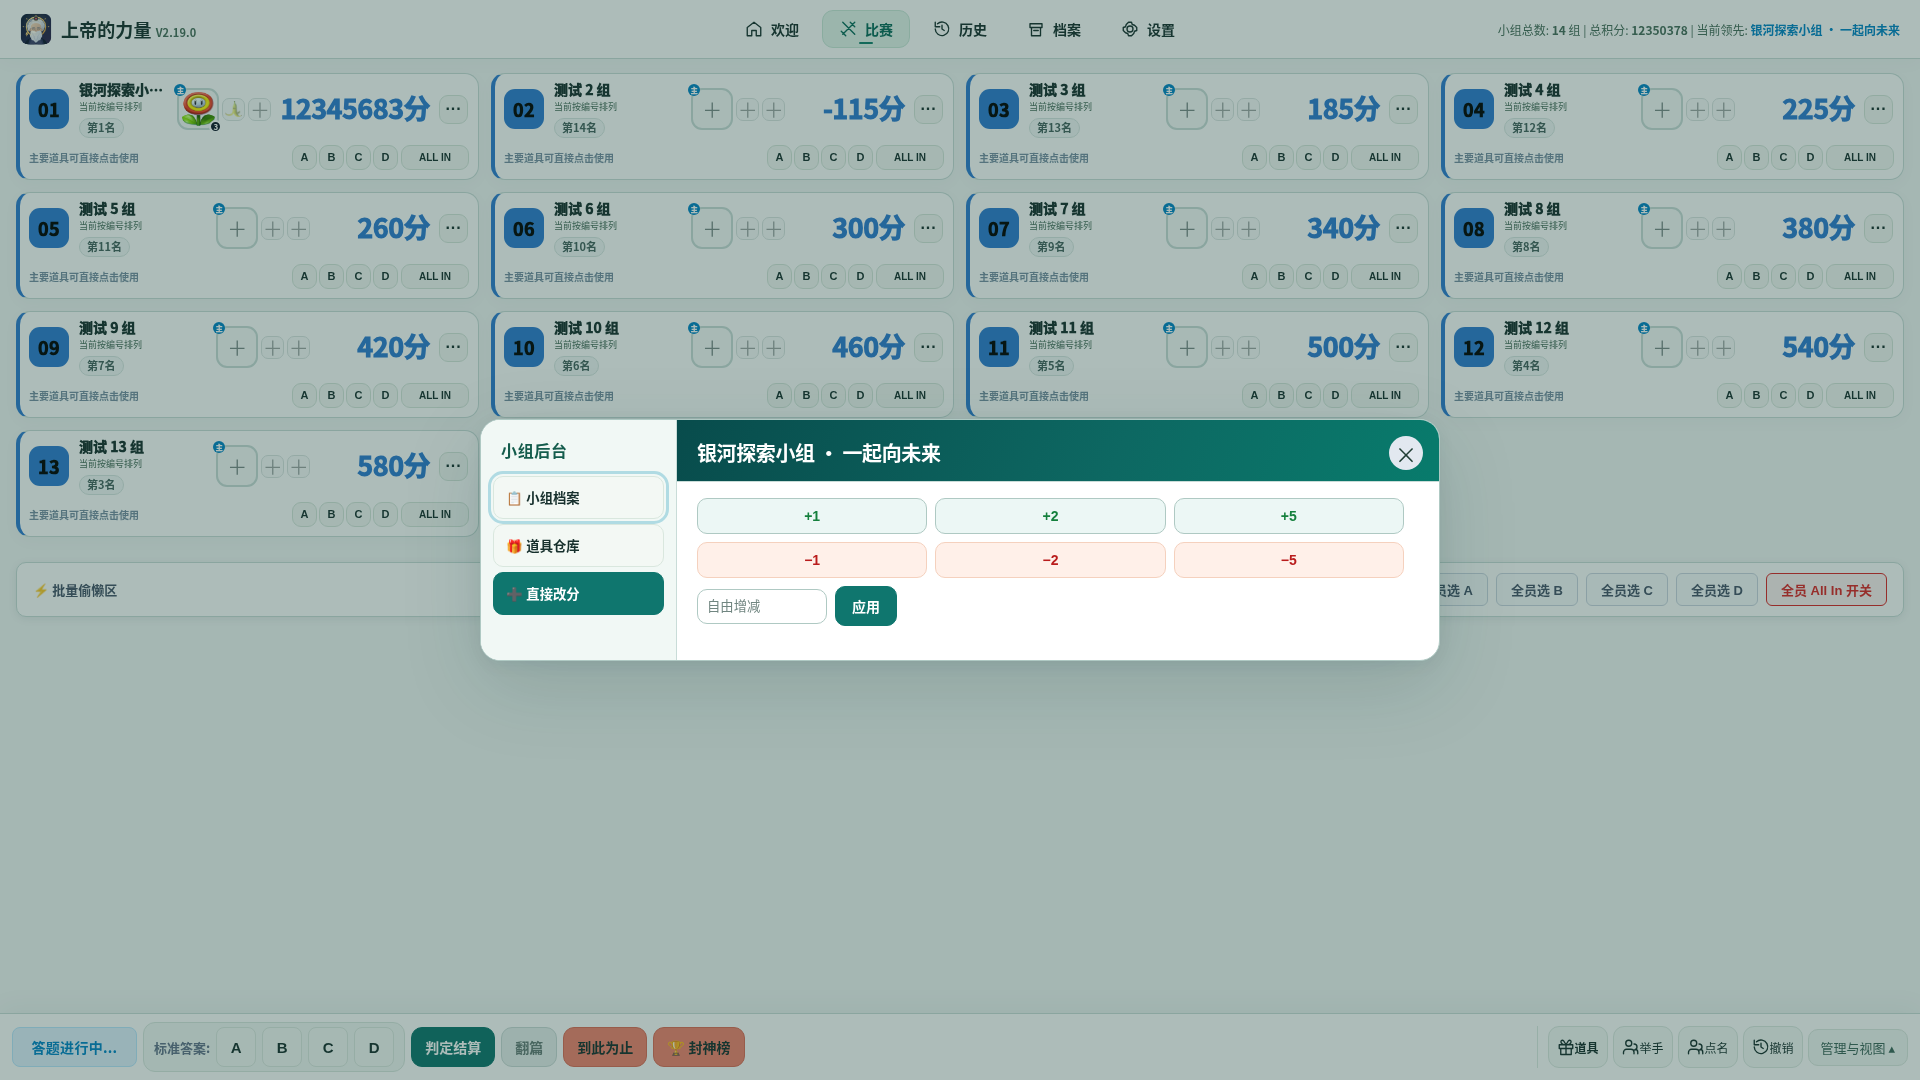 上帝的力量 V2.19.0
欢迎 比赛 历史 档案 设置
小组总数: 14 组 | 总积分: 12350378 | 当前领先: 银河探索小组 · 一起向未来
01 银河探索小… 当前按编号排列 第1名 主 3 12345683分 …
主要道具可直接点击使用 A B C D ALL IN
02 测试 2 组 当前按编号排列 第14名 主 -115分 …
主要道具可直接点击使用 A B C D ALL IN
03 测试 3 组 当前按编号排列 第13名 主 185分 …
主要道具可直接点击使用 A B C D ALL IN
04 测试 4 组 当前按编号排列 第12名 主 225分 …
主要道具可直接点击使用 A B C D ALL IN
05 测试 5 组 当前按编号排列 第11名 主 260分 …
主要道具可直接点击使用 A B C D ALL IN
06 测试 6 组 当前按编号排列 第10名 主 300分 …
主要道具可直接点击使用 A B C D ALL IN
07 测试 7 组 当前按编号排列 第9名 主 340分 …
主要道具可直接点击使用 A B C D ALL IN
08 测试 8 组 当前按编号排列 第8名 主 380分 …
主要道具可直接点击使用 A B C D ALL IN
09 测试 9 组 当前按编号排列 第7名 主 420分 …
主要道具可直接点击使用 A B C D ALL IN
10 测试 10 组 当前按编号排列 第6名 主 460分 …
主要道具可直接点击使用 A B C D ALL IN
11 测试 11 组 当前按编号排列 第5名 主 500分 …
主要道具可直接点击使用 A B C D ALL IN
12 测试 12 组 当前按编号排列 第4名 主 540分 …
主要道具可直接点击使用 A B C D ALL IN
13 测试 13 组 当前按编号排列 第3名 主 580分 …
主要道具可直接点击使用 A B C D ALL IN
小组后台
📋 小组档案
🎁 道具仓库
➕ 直接改分
银河探索小组 · 一起向未来
+1 +2 +5
−1 −2 −5
自由增减 应用
⚡ 批量偷懒区
员选 A 全员选 B 全员选 C 全员选 D 全员 All In 开关
答题进行中... 标准答案: A B C D 判定结算 翻篇 到此为止 🏆 封神榜
道具 举手 点名 撤销 管理与视图 ▴